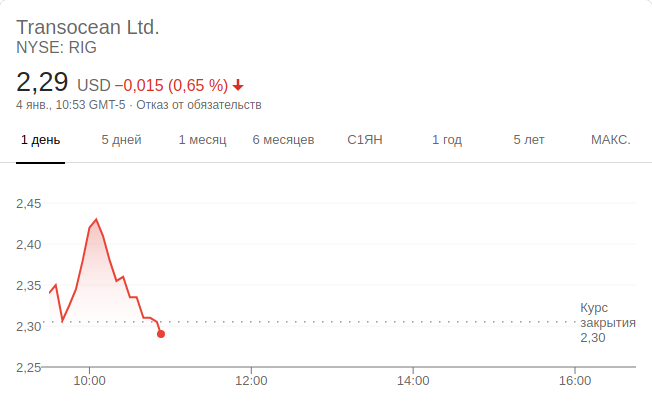 Transocean Ltd.
NYSE: RIG
2,29 USD −0,015 (0,65 %)
4 янв., 10:53 GMT-5 · Отказ от обязательств
1 день 5 дней 1 месяц 6 месяцев С1ЯН 1 год 5 лет МАКС.
2,45
2,40
2,35
2,30
2,25
Курс
закрытия
2,30
10:00 12:00 14:00 16:00